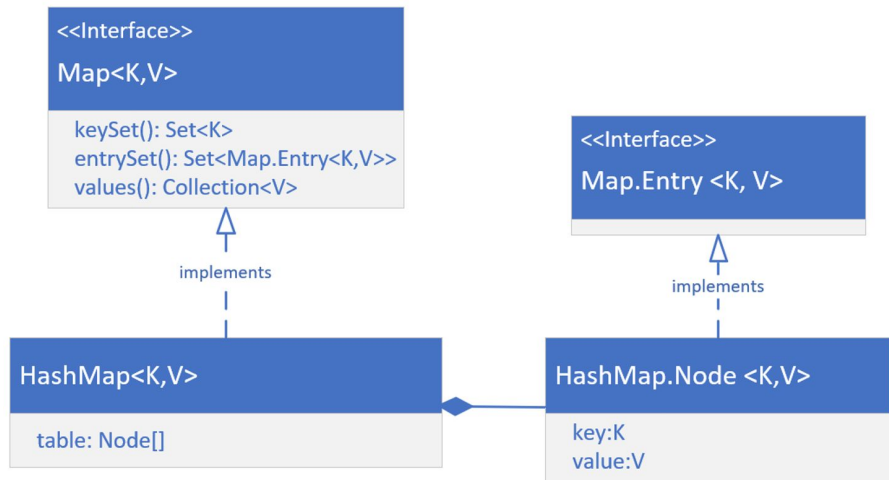 <<Interface>>
Map<K,V>
keySet(): Set<K>
entrySet(): Set<Map.Entry<K,V>>
values(): Collection<V>
<<Interface>>
Map.Entry <K, V>
implements
implements
HashMap<K,V>
table: Node[]
HashMap.Node <K,V>
key:K
value:V